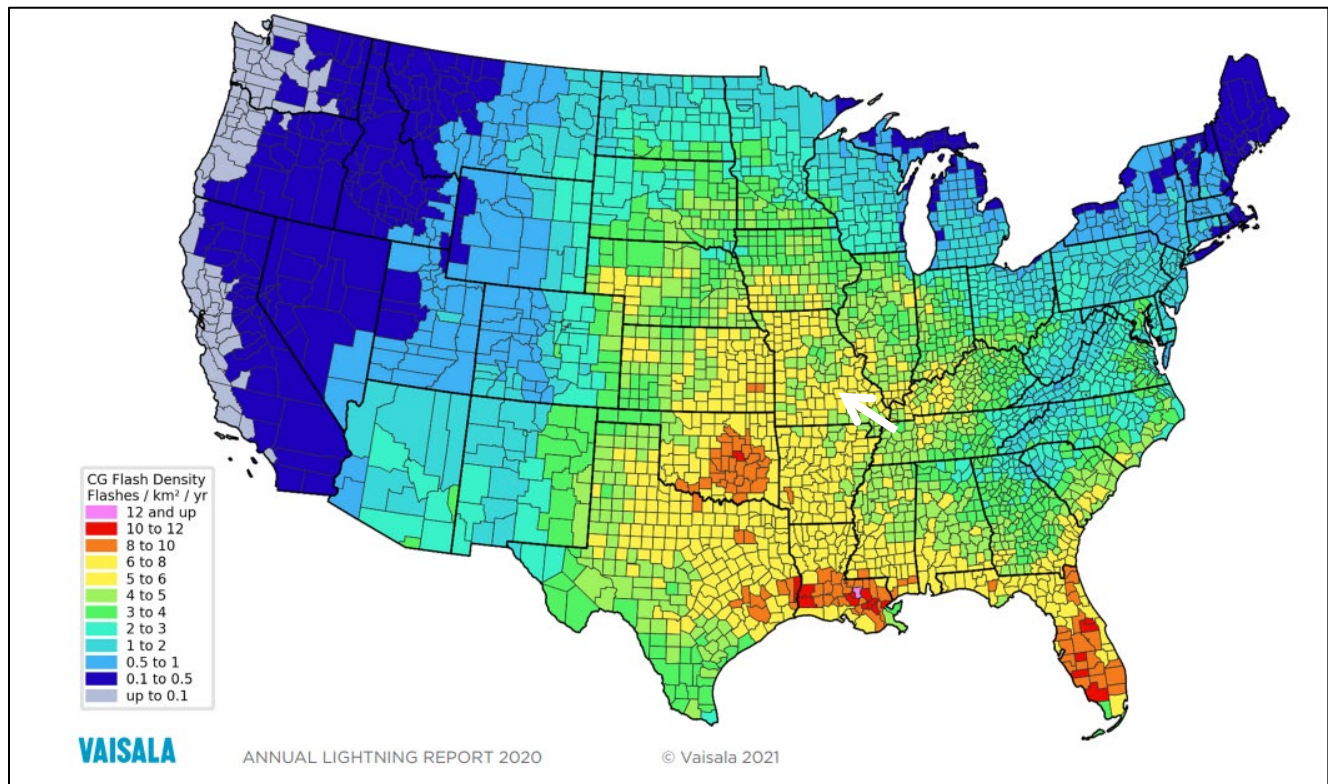 CG Flash Density
Flashes / km² / yr
12 and up
10 to 12
8 to 10
6 to 8
5 to 6
4 to 5
3 to 4
2 to 3
1 to 2
0.5 to 1
0.1 to 0.5
up to 0.1
VAISALA
ANNUAL LIGHTNING REPORT 2020
© Vaisala 2021